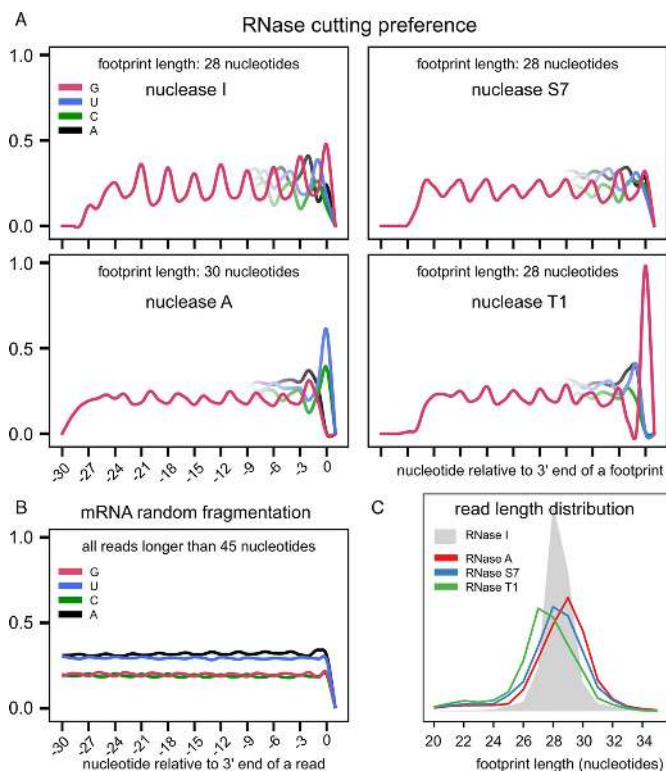 A
RNase cutting preference
footprint length: 28 nucleotides
nuclease I
G
U
C
A
1.0
0.5
0.0
footprint length: 28 nucleotides
nuclease S7
footprint length: 30 nucleotides
nuclease A
1.0
0.5
0.0
-30
-27
-24
-21
-18
-15
-12
-9
-6
-3
0
footprint length: 28 nucleotides
nuclease T1
nucleotide relative to 3' end of a footprint
B
mRNA random fragmentation
all reads longer than 45 nucleotides
G
U
C
A
1.0
0.5
0.0
-30
-27
-24
-21
-18
-15
-12
-9
-6
-3
0
nucleotide relative to 3' end of a read
C
read length distribution
RNase I
RNase A
RNase S7
RNase T1
20 22 24 26 28 30 32 34
footprint length (nucleotides)